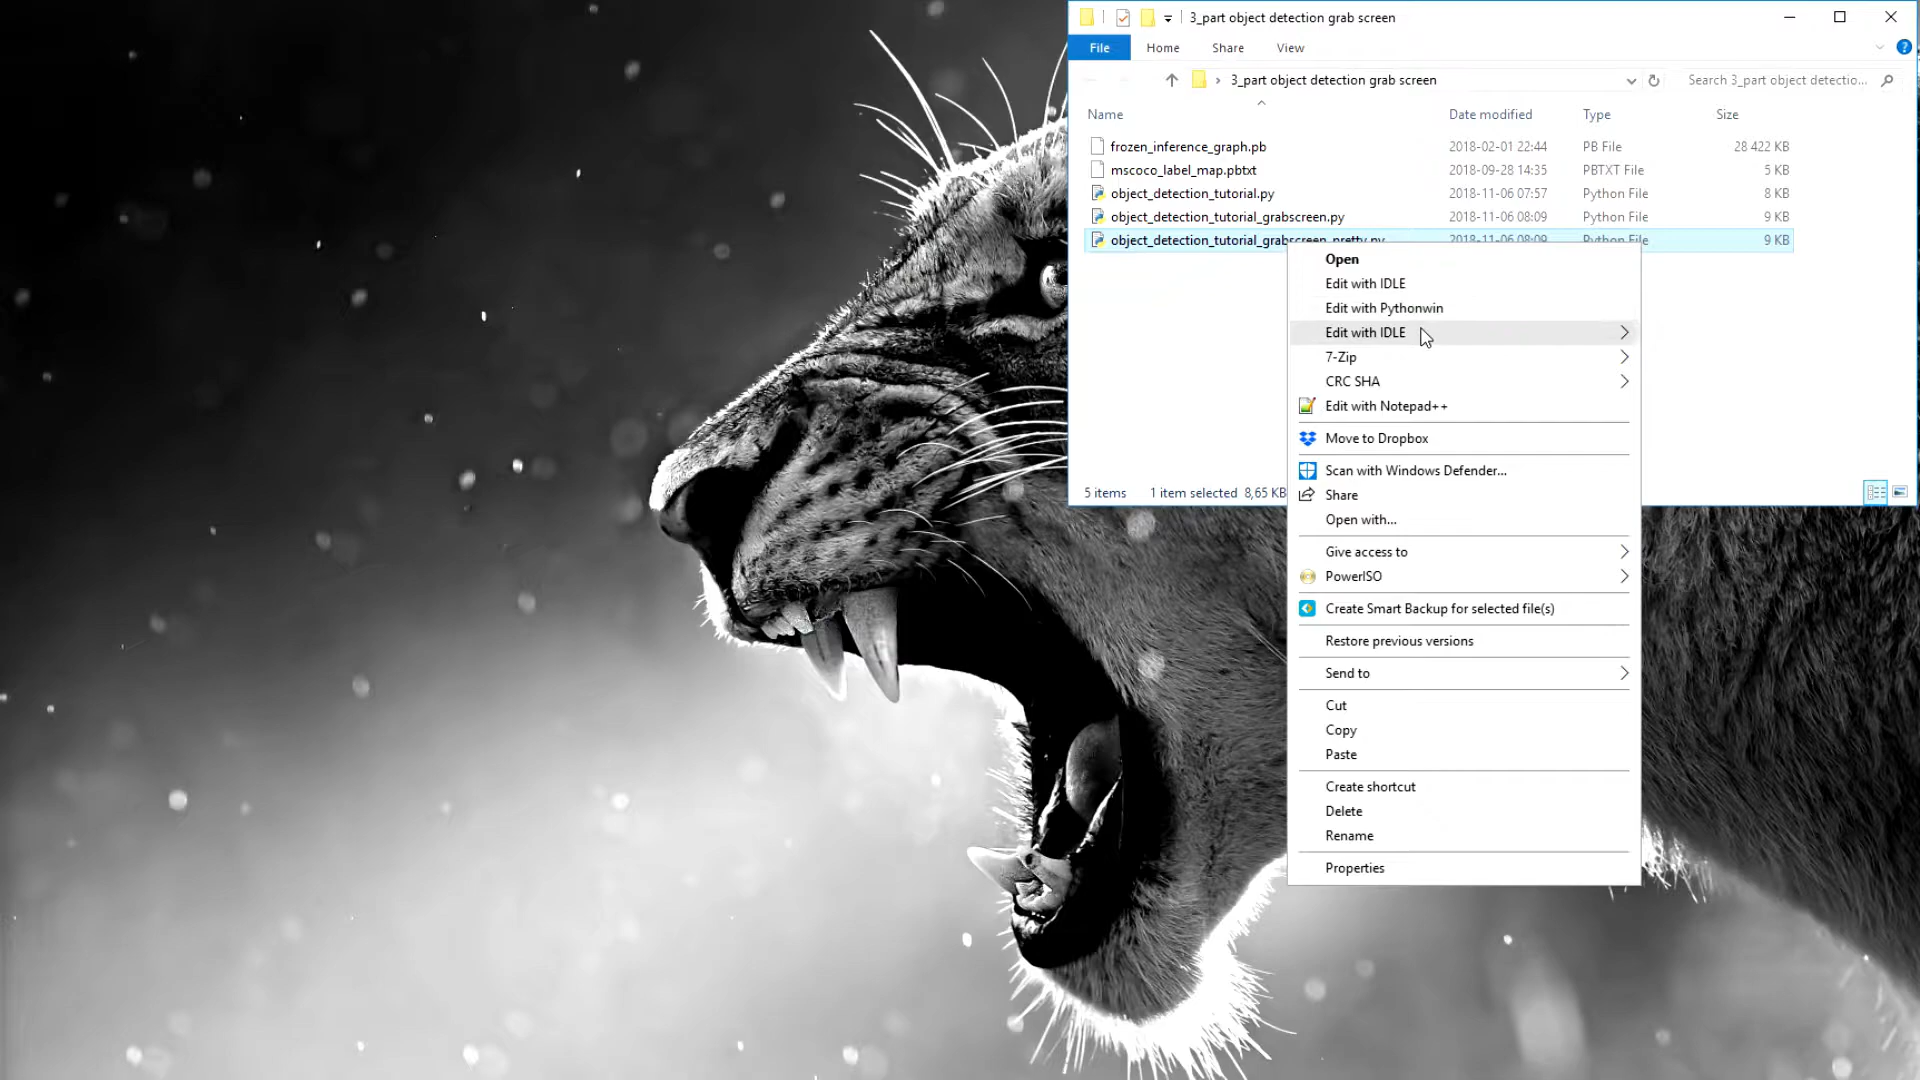 3_part object detection grab screen
File Home Share View
3_part object detection grab screen
Search 3_part object detectio...
Name Date modified Type Size
frozen_inference_graph.pb 2018-02-01 22:44 PB File 28 422 KB
mscoco_label_map.pbtxt 2018-09-28 14:35 PBTXT File 5 KB
object_detection_tutorial.py 2018-11-06 07:57 Python File 8 KB
object_detection_tutorial_grabscreen.py 2018-11-06 08:09 Python File 9 KB
object_detection_tutorial_grabscreen_pretty.py 2018-11-06 08:09 Python File 9 KB
Open
Edit with IDLE
Edit with Pythonwin
Edit with IDLE
7-Zip
CRC SHA
Edit with Notepad++
Move to Dropbox
Scan with Windows Defender...
Share
Open with...
Give access to
PowerISO
Create Smart Backup for selected file(s)
Restore previous versions
Send to
Cut
Copy
Paste
Create shortcut
Delete
Rename
Properties
5 items 1 item selected 8,65 KB